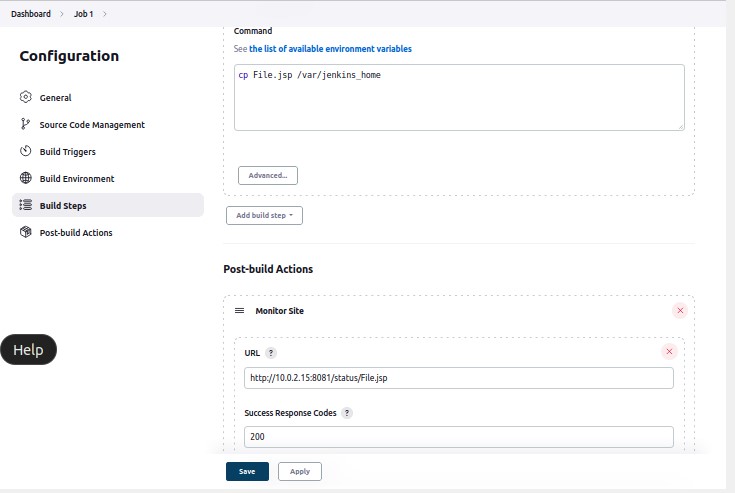 Dashboard > Job 1 >
Command
See the list of available environment variables
Configuration
cp File.jsp /var/jenkins_home
General
Source Code Management
Build Triggers
Advanced...
Build Environment
Build Steps
Add build step
Post-build Actions
Post-build Actions
Monitor Site
Help
URL ?
http://10.0.2.15:8081/status/File.jsp
Success Response Codes ?
200
Save Apply